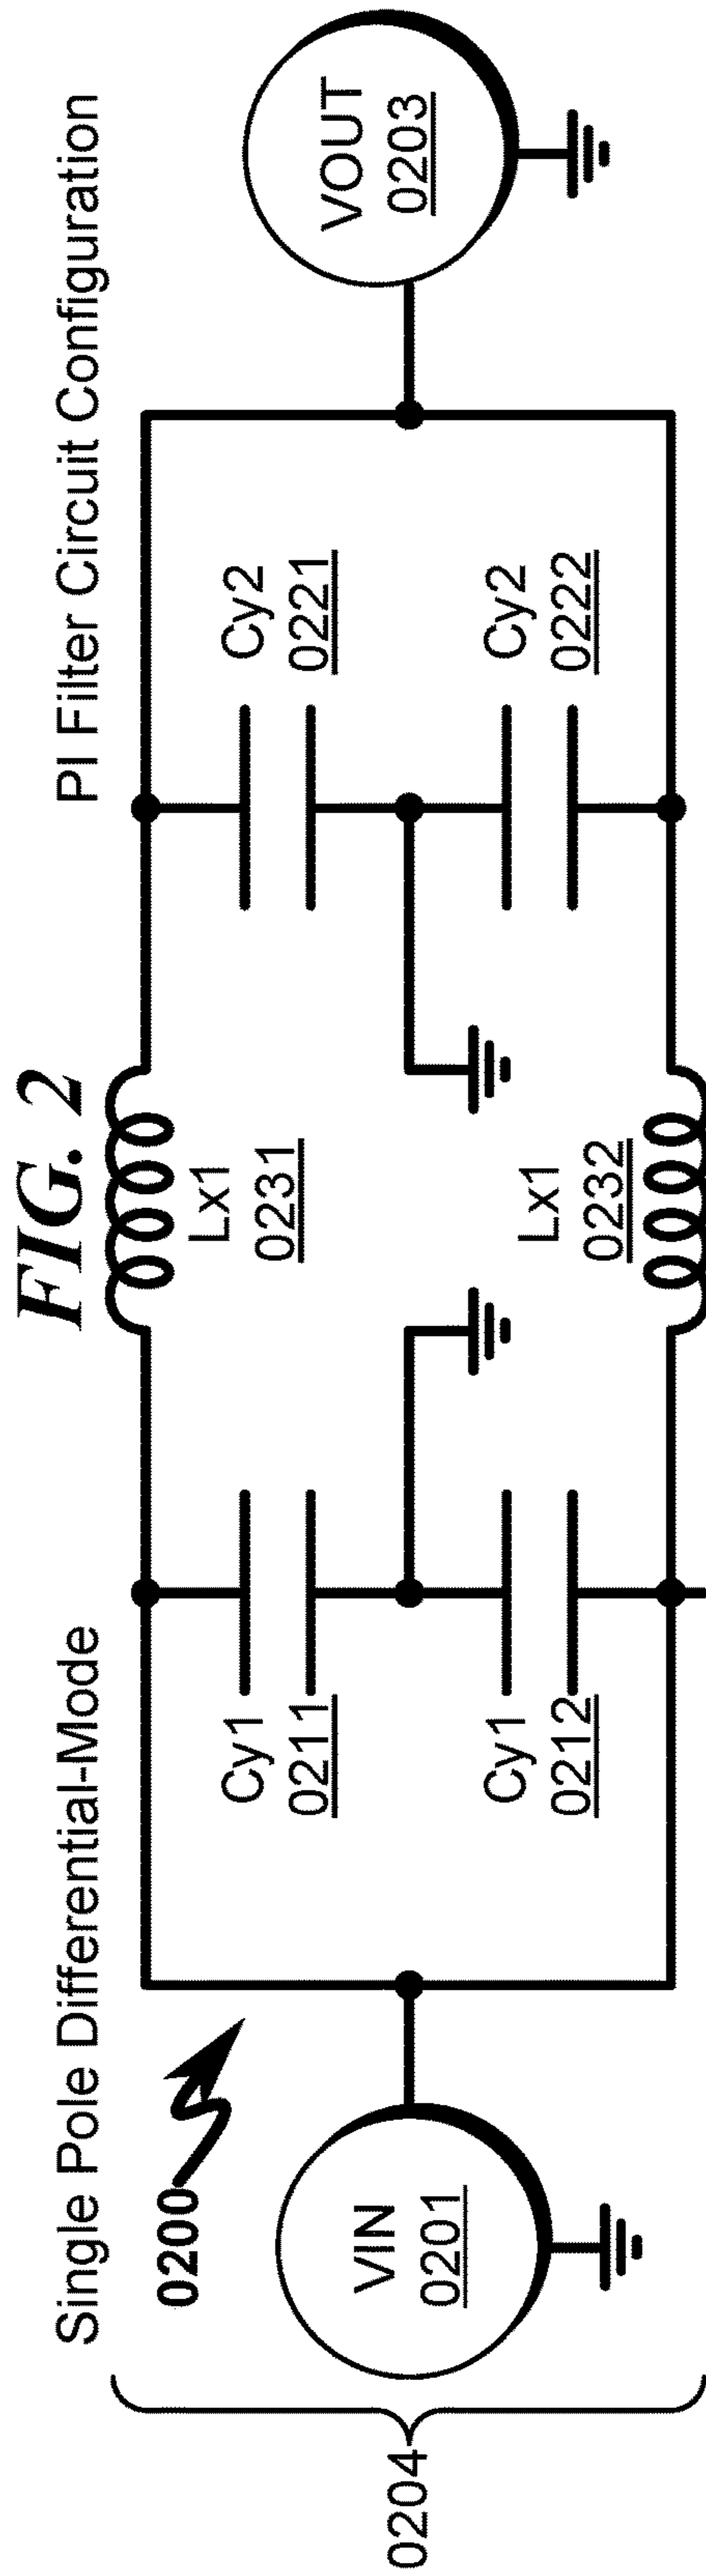 FIG. 2
Single Pole Differential-Mode
PI Filter Circuit Configuration
0200
VIN
0201
VOUT
0203
0204
Cy1
0211
Cy2
0221
Lx1
0231
Cy1
0212
Cy2
0222
Lx1
0232